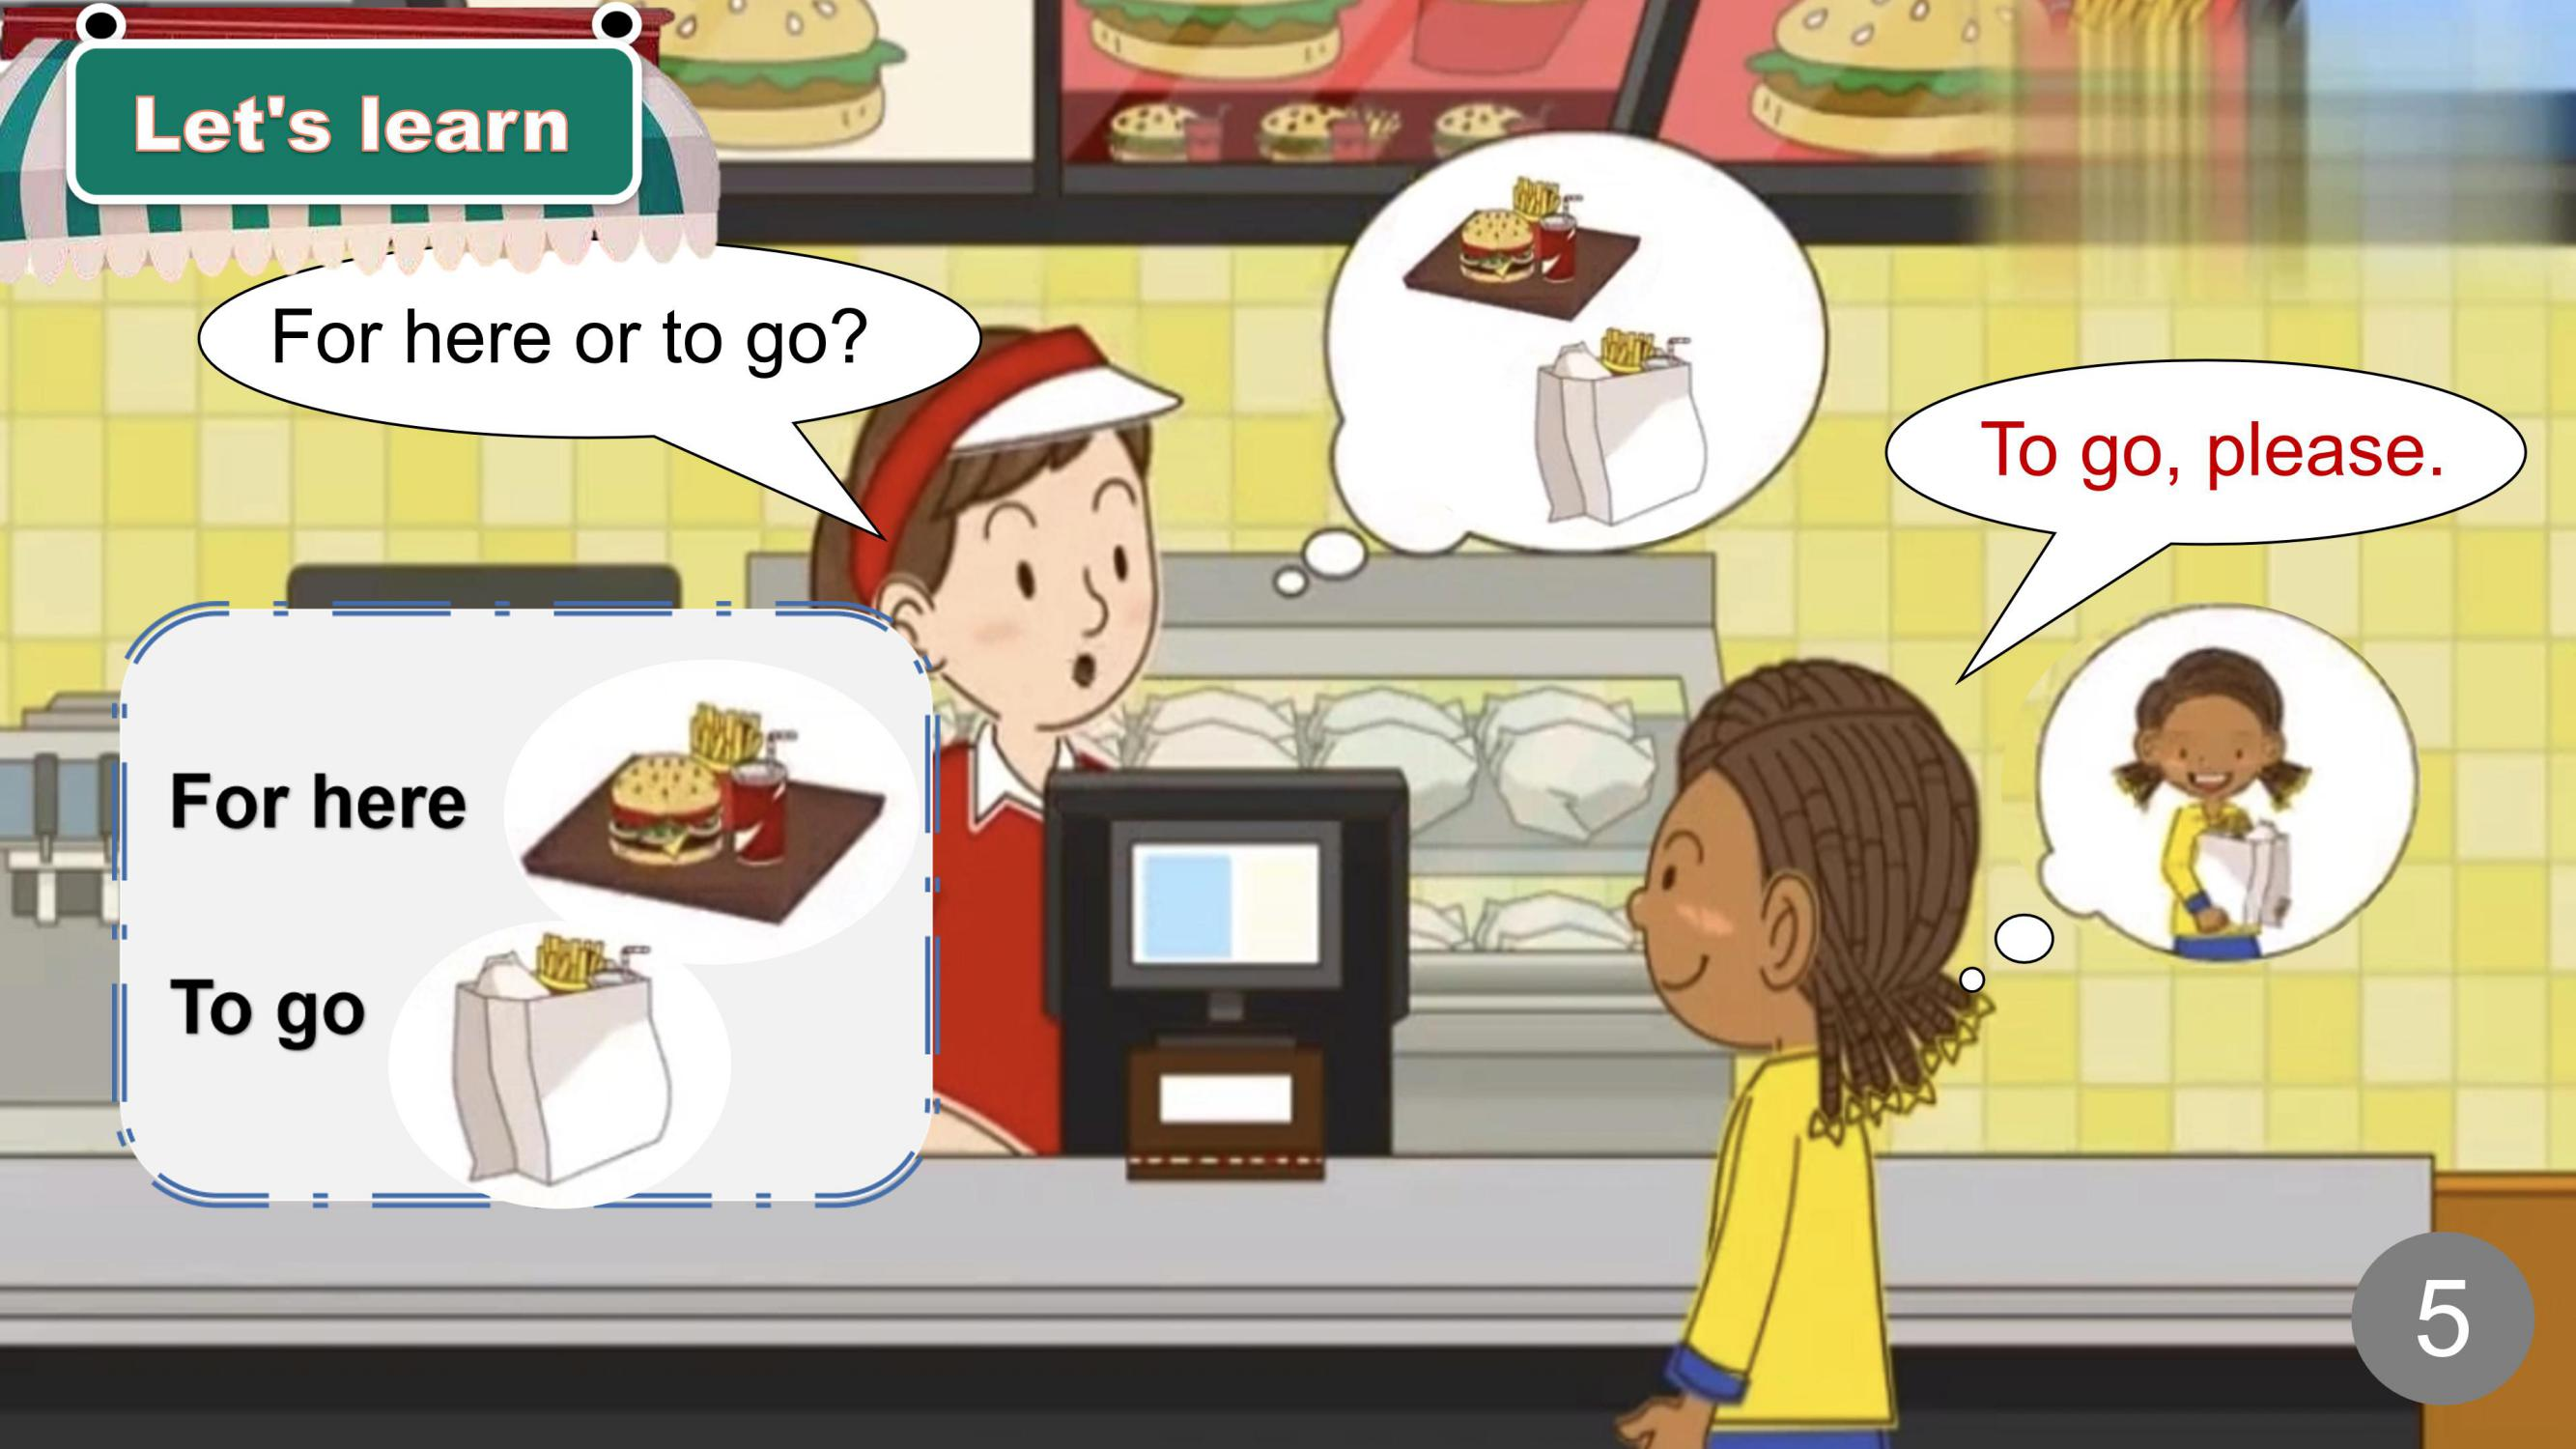 Let's learn
For here or to go?
To go, please.
For here
To go
5